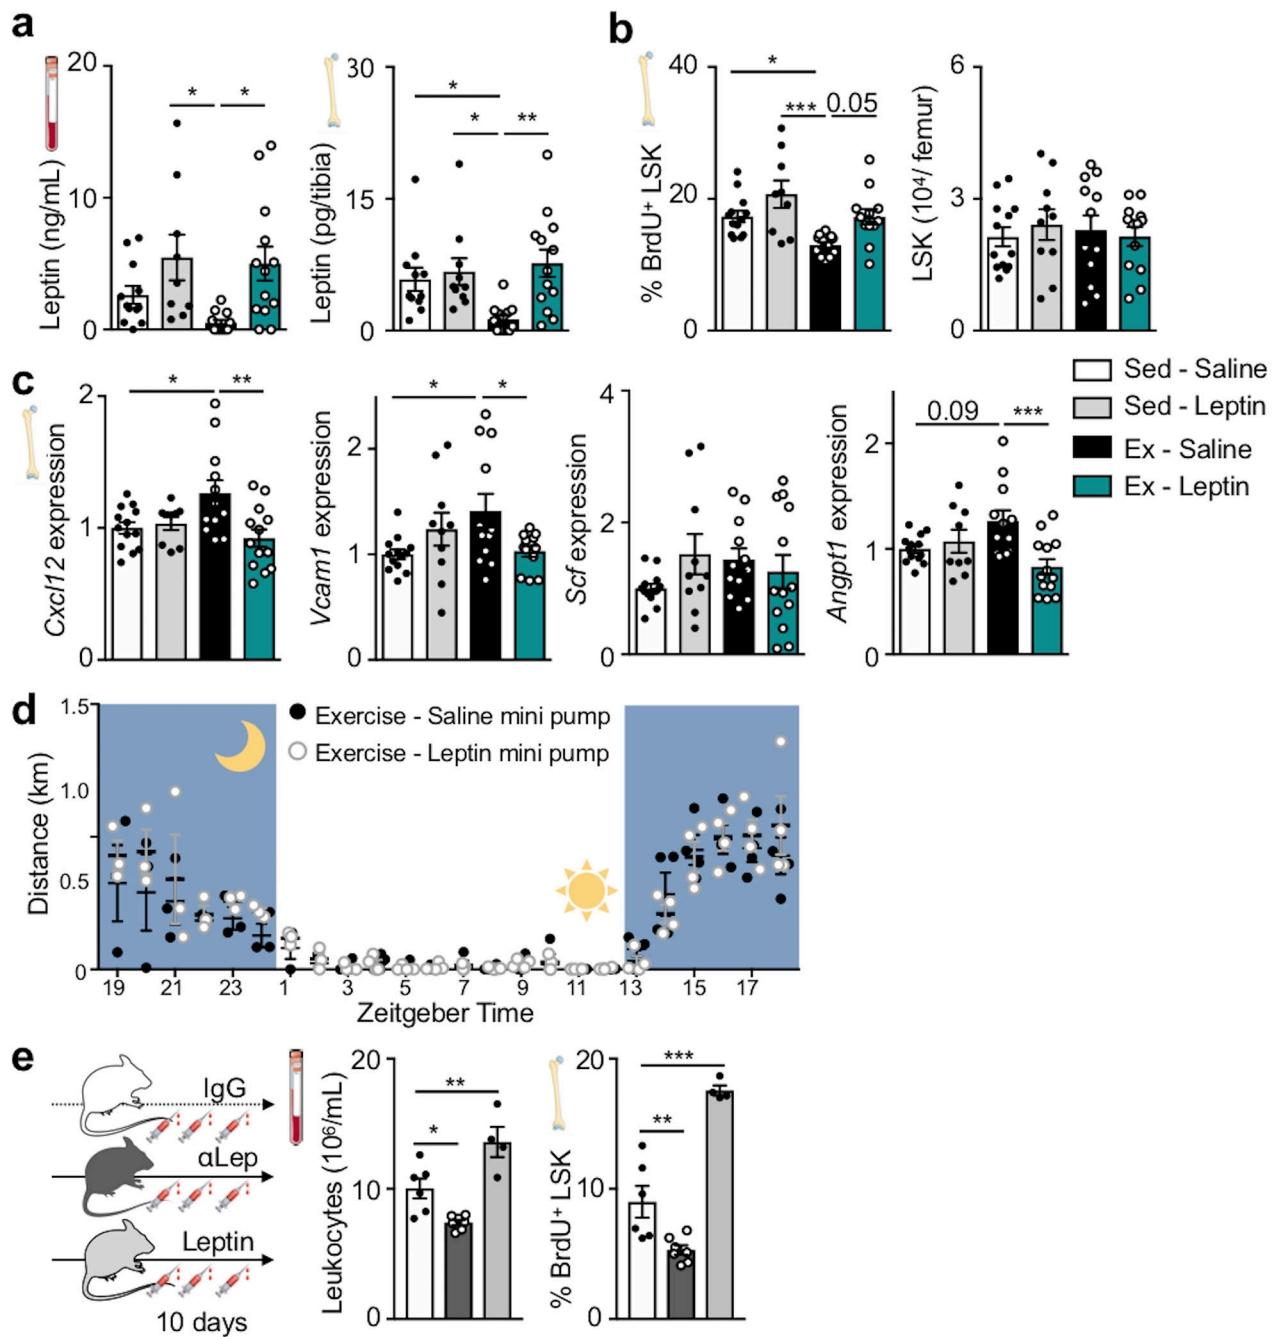 a
Leptin (ng/mL)
20
10
0
* *
Leptin (pg/tibia)
30
15
0
*
* **
b
% BrdU⁺ LSK
40
20
0
*
*** 0.05
LSK (10⁴/ femur)
6
3
0
c
Cxcl12 expression
2
1
0
* **
Vcam1 expression
2
1
0
* *
Scf expression
4
2
0
Angpt1 expression
2
1
0
0.09 ***
Sed - Saline
Sed - Leptin
Ex - Saline
Ex - Leptin
d
Distance (km)
1.5
1.0
0.5
0
Exercise - Saline mini pump
Exercise - Leptin mini pump
19 21 23 1 3 5 7 9 11 13 15 17
Zeitgeber Time
e
IgG
αLep
Leptin
10 days
Leukocytes (10⁶/mL)
20
10
0
**
*
% BrdU⁺ LSK
20
10
0
***
**